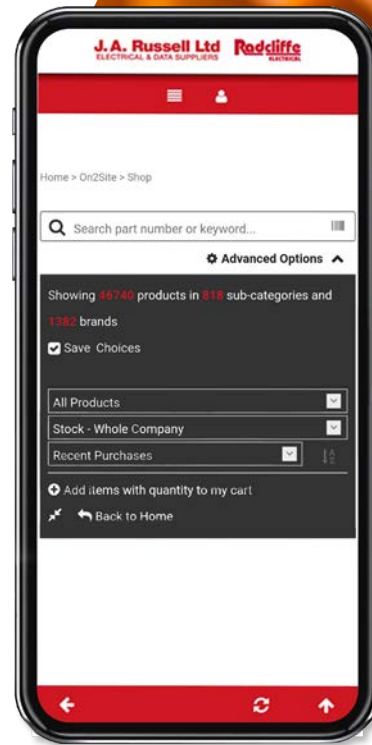 J. A. Russell Ltd
ELECTRICAL & DATA SUPPLIERS
Radcliffe
ELECTRICAL
Home > On2Site > Shop
Search part number or keyword...
Advanced Options
Showing 46740 products in 818 sub-categories and
1382 brands
Save Choices
All Products
Stock - Whole Company
Recent Purchases
Add items with quantity to my cart
Back to Home